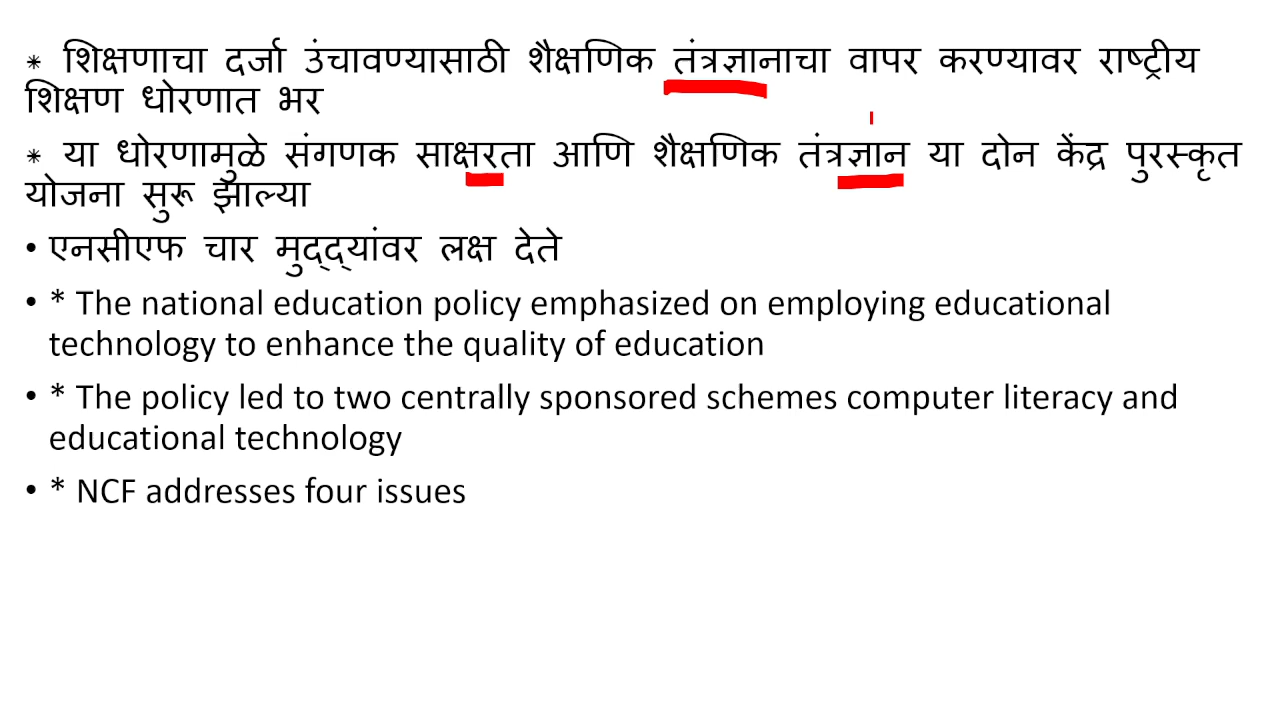 * शिक्षणाचा दर्जा उंचावण्यासाठी शैक्षणिक तंत्रज्ञानाचा वापर करण्यावर राष्ट्रीय
शिक्षण धोरणात भर
* या धोरणामुळे संगणक साक्षरता आणि शैक्षणिक तंत्रज्ञान या दोन केंद्र पुरस्कृत
योजना सुरू झाल्या
• एनसीएफ चार मुद्द्यांवर लक्ष देते
• * The national education policy emphasized on employing educational
technology to enhance the quality of education
• * The policy led to two centrally sponsored schemes computer literacy and
educational technology
• * NCF addresses four issues